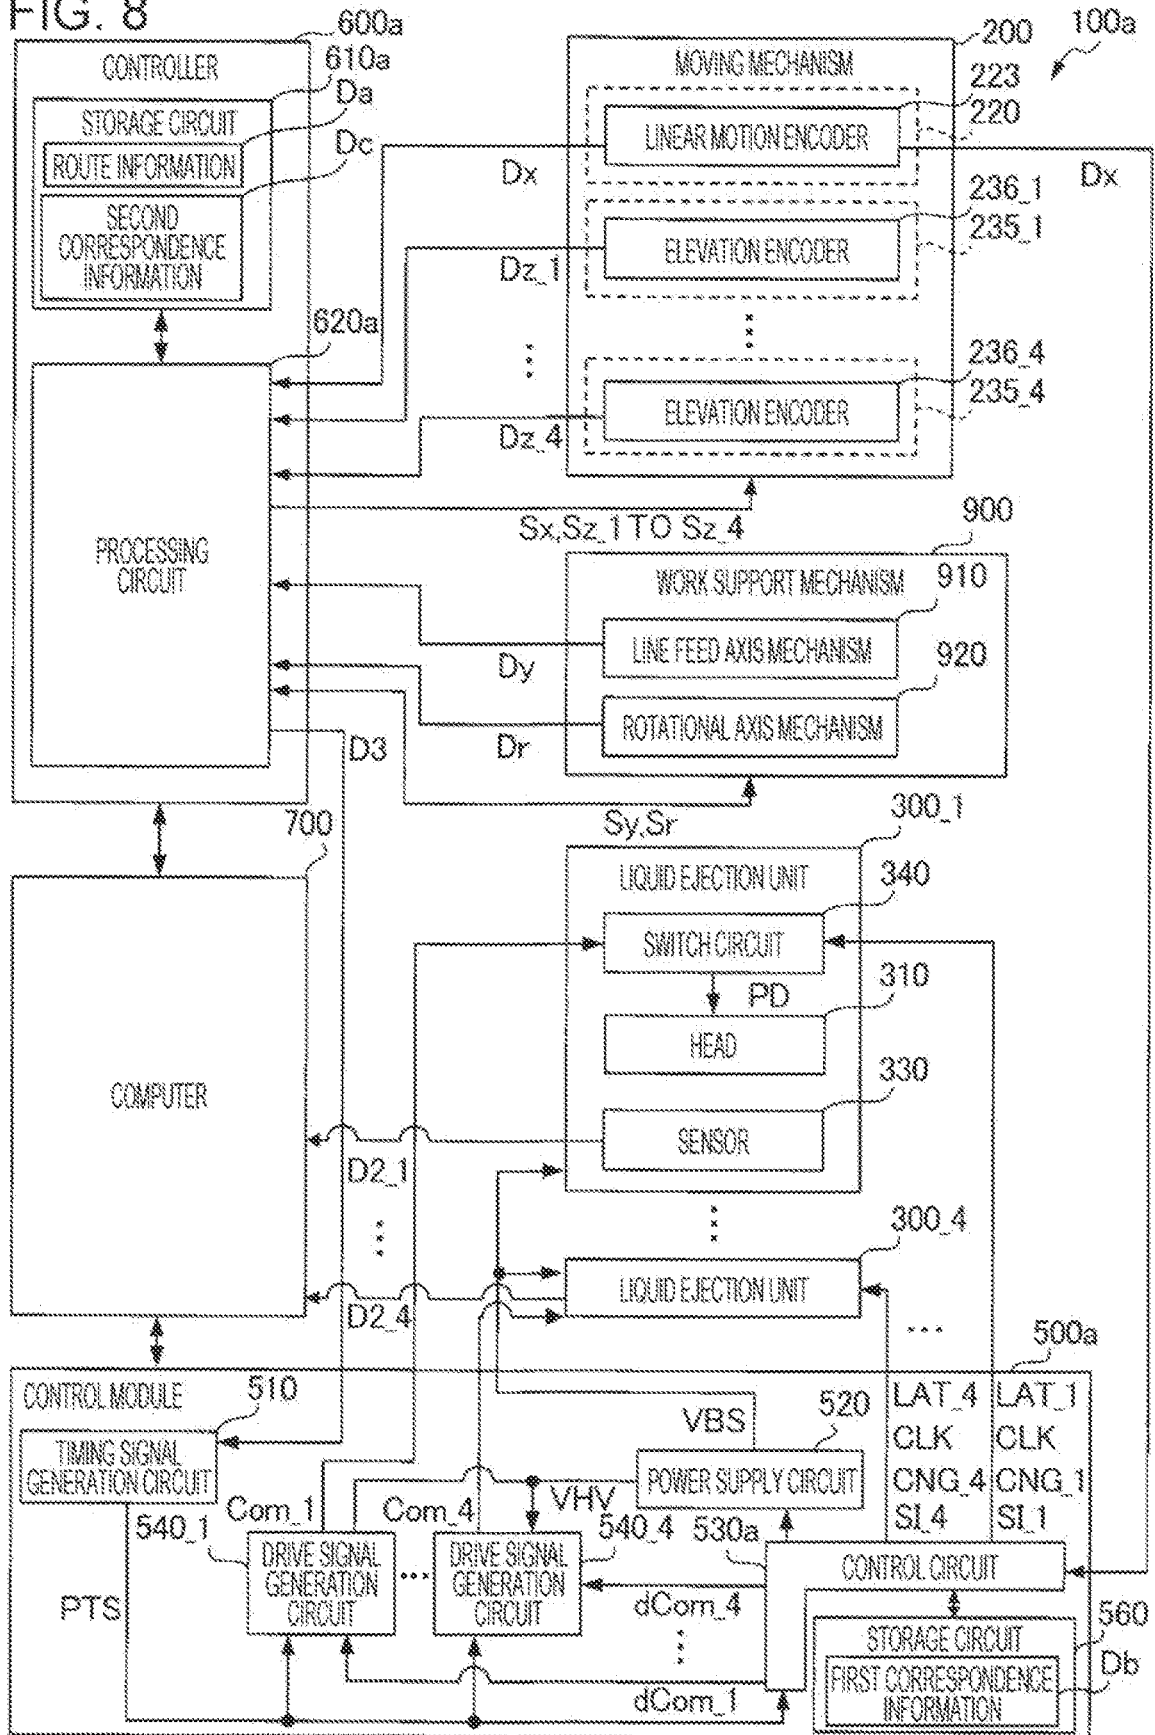 FIG. 8
600a
CONTROLLER
610a
STORAGE CIRCUIT
Da
ROUTE INFORMATION
Dc
SECOND
CORRESPONDENCE
INFORMATION
620a
PROCESSING
CIRCUIT
200
100a
MOVING MECHANISM
223
LINEAR MOTION ENCODER
220
Dx
Dx
236_1
235_1
ELEVATION ENCODER
Dz_1
236_4
235_4
ELEVATION ENCODER
Dz_4
Sx,Sz_1 TO Sz_4
900
WORK SUPPORT MECHANISM
910
LINE FEED AXIS MECHANISM
Dy
920
ROTATIONAL AXIS MECHANISM
Dr
D3
Sy,Sr
700
COMPUTER
300_1
LIQUID EJECTION UNIT
340
SWITCH CIRCUIT
PD
310
HEAD
330
SENSOR
D2_1
300_4
LIQUID EJECTION UNIT
D2_4
500a
CONTROL MODULE
510
TIMING SIGNAL
GENERATION CIRCUIT
VBS
520
POWER SUPPLY CIRCUIT
LAT_4 LAT_1
CLK CLK
CNG_4 CNG_1
SI_4 SI_1
Com_1
Com_4
VHV
540_1
DRIVE SIGNAL
GENERATION
CIRCUIT
DRIVE SIGNAL
GENERATION
CIRCUIT
540_4
530a
CONTROL CIRCUIT
PTS
dCom_4
dCom_1
560
STORAGE CIRCUIT
Db
FIRST CORRESPONDENCE
INFORMATION